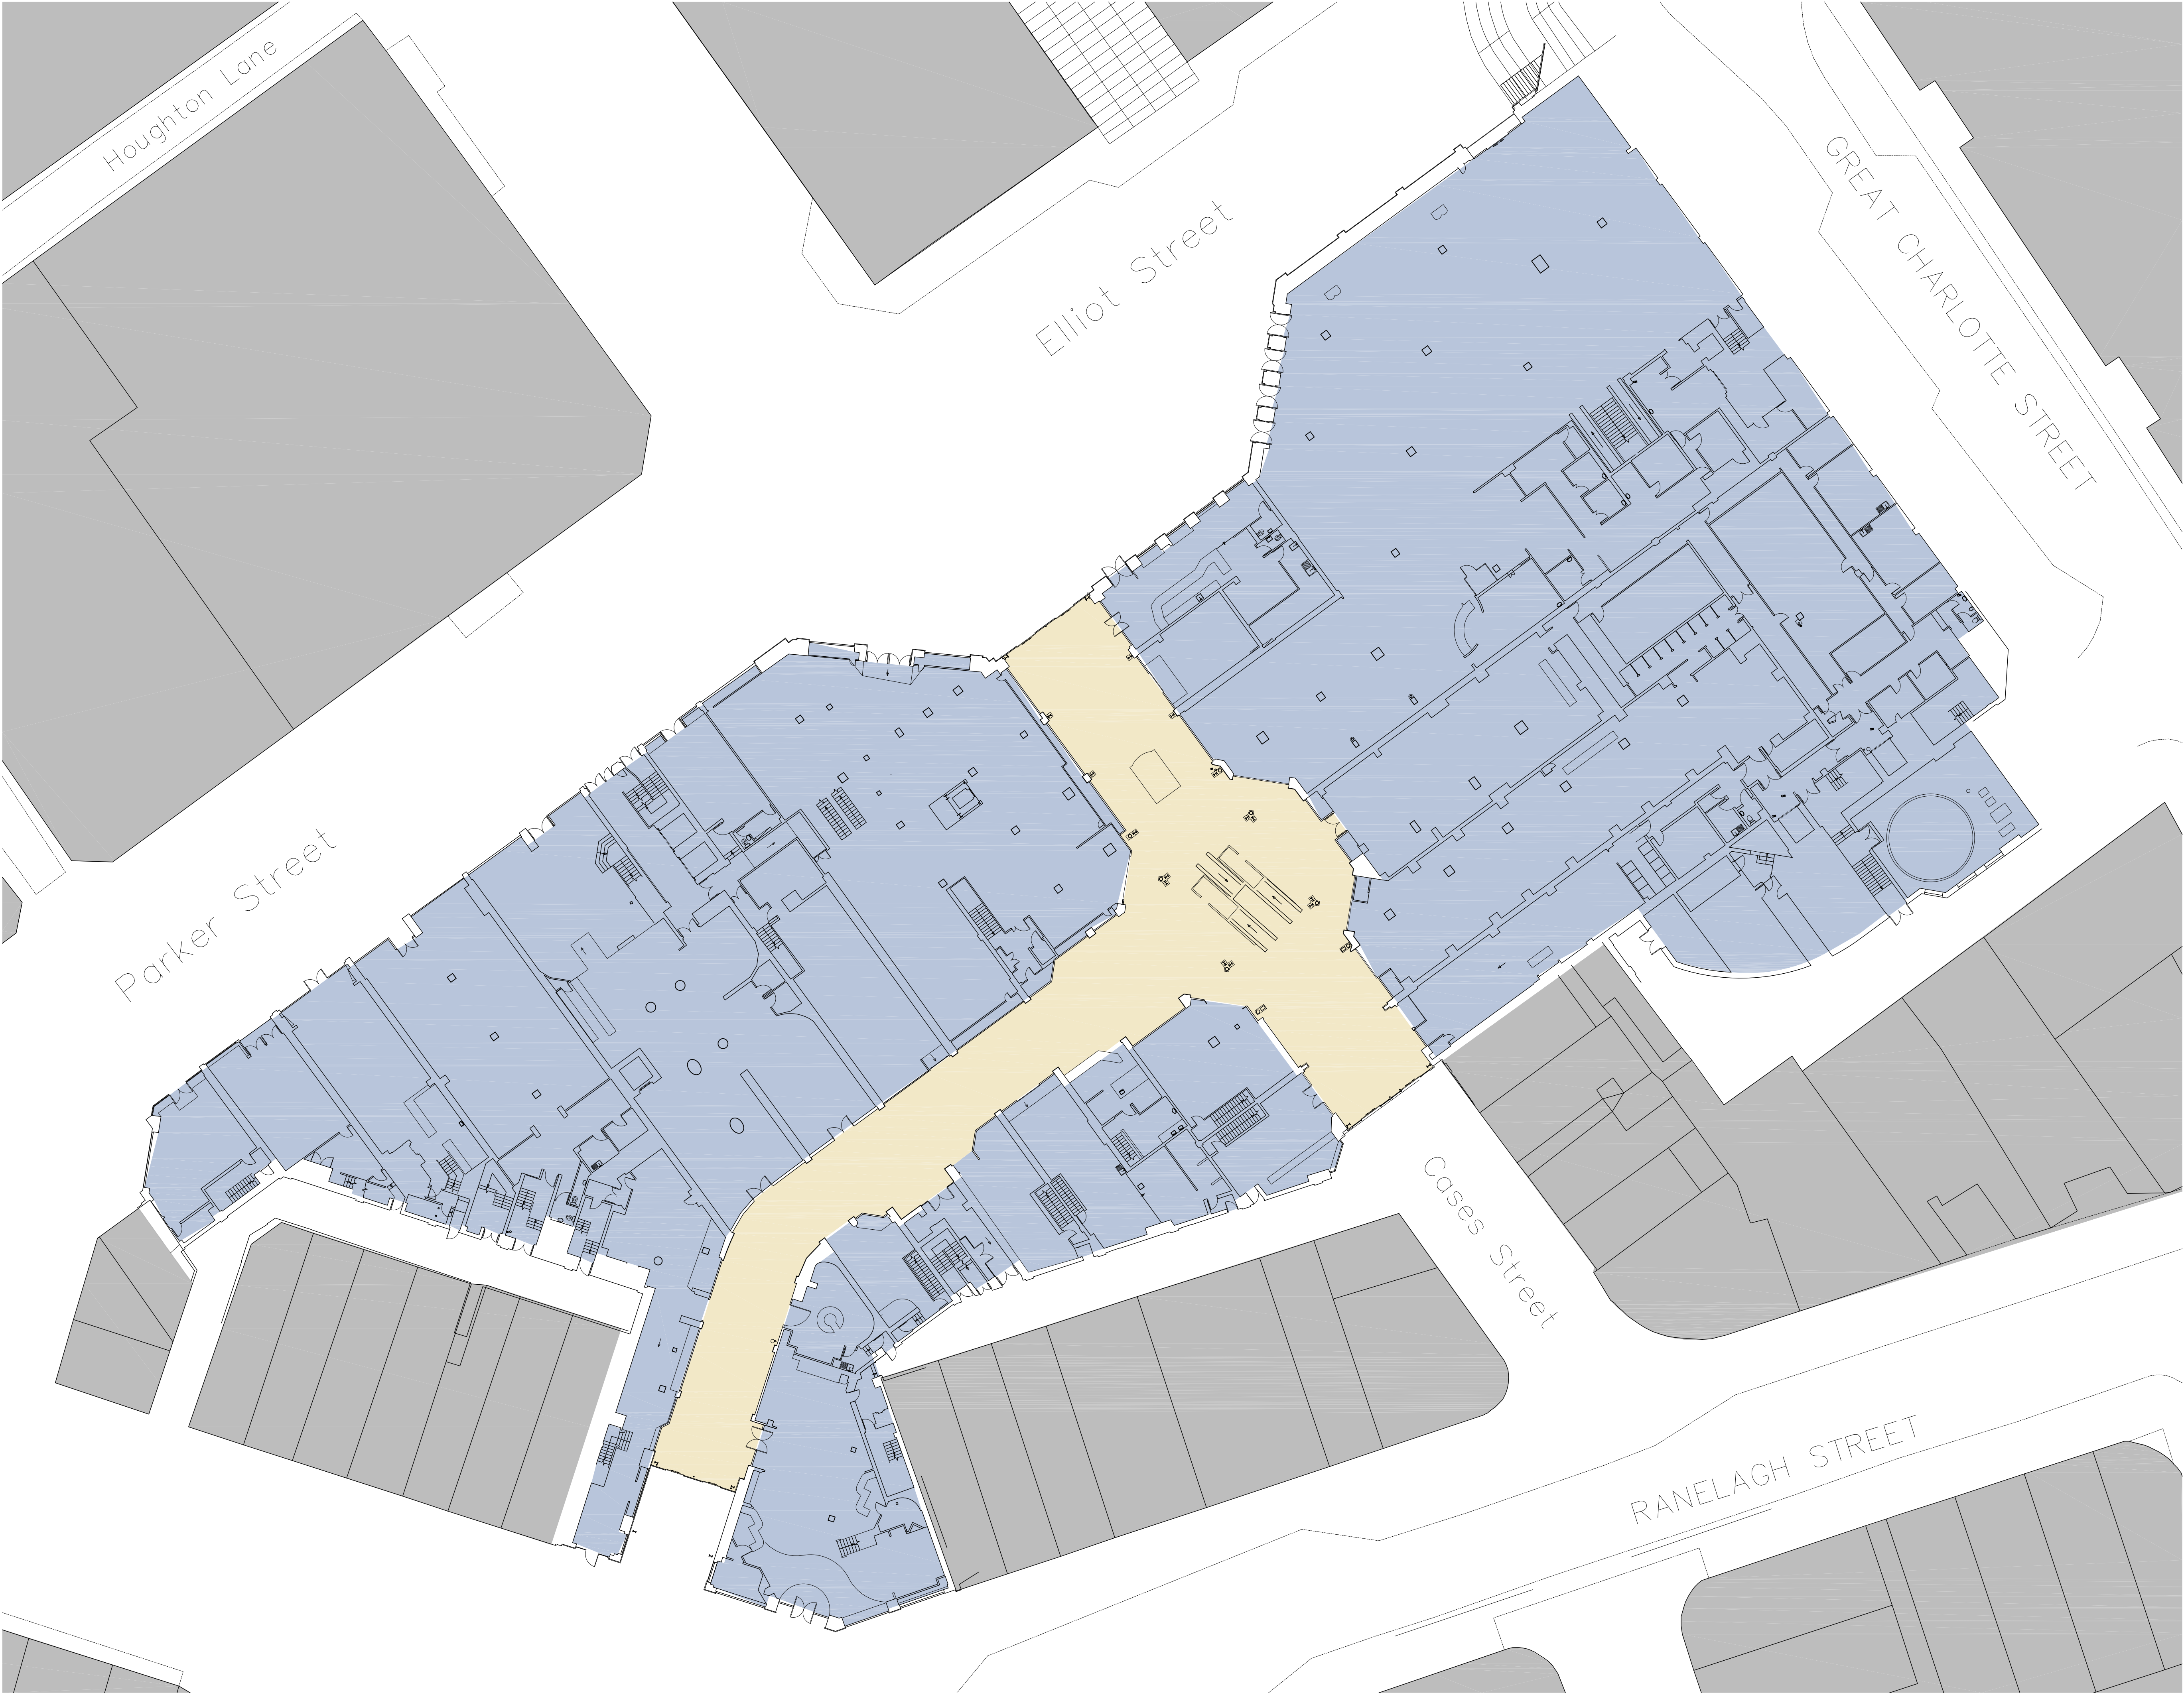 Houghton Lane
Elliot Street
GREAT CHARLOTTE STREET
Parker Street
Cases Street
RANELAGH STREET